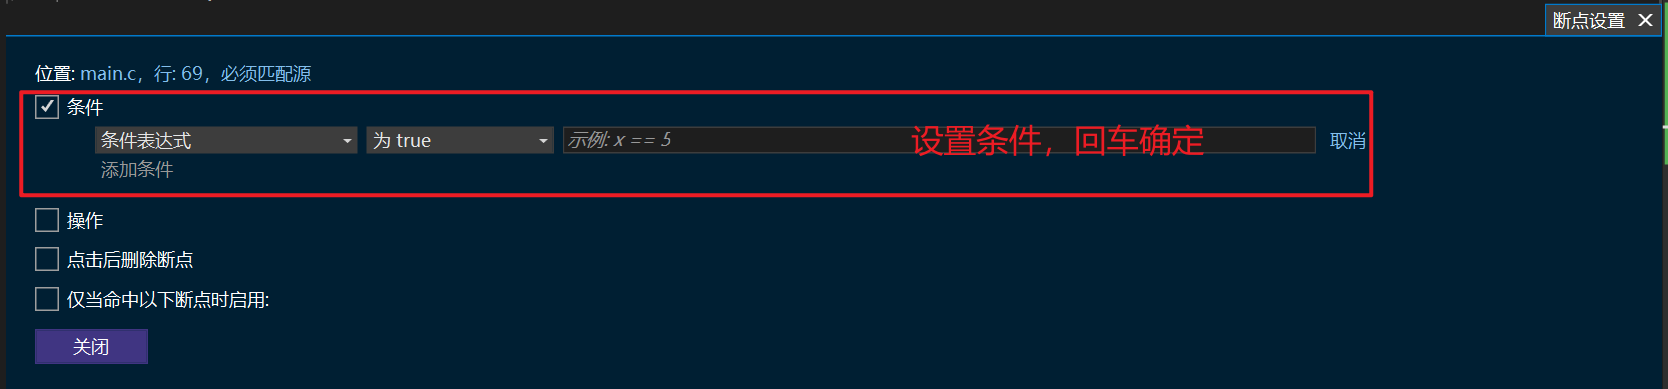 断点设置
位置: main.c，行: 69，必须匹配源
条件
条件表达式 为 true 示例: x == 5 设置条件，回车确定 取消
添加条件
操作
点击后删除断点
仅当命中以下断点时启用:
关闭